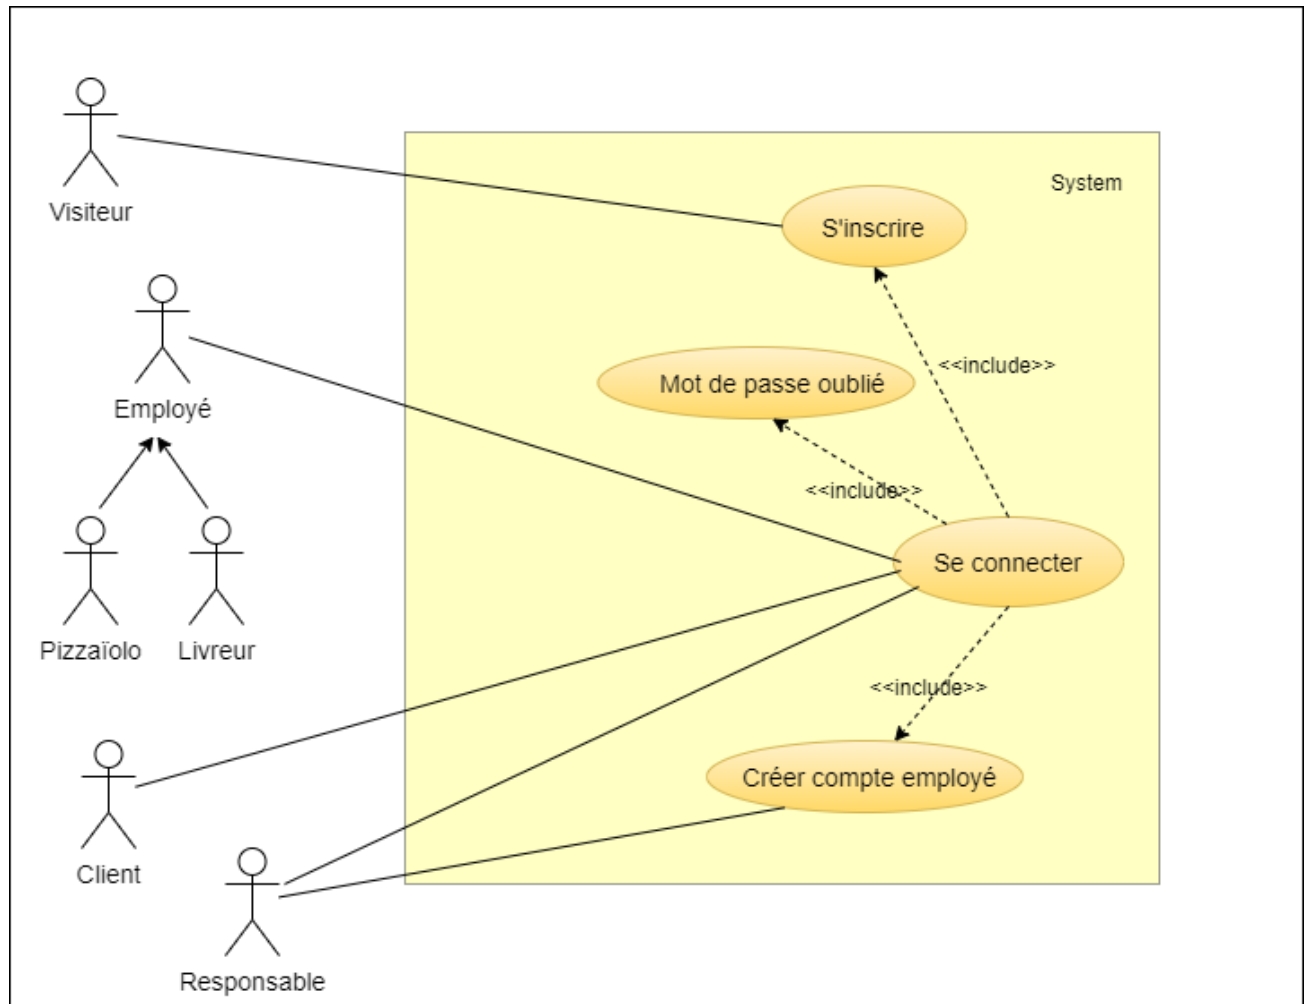 Visiteur
System
S'inscrire
<<include>>
Mot de passe oublié
Employé
<<include>>
Se connecter
Pizzaïolo
Livreur
<<include>>
Créer compte employé
Client
Responsable